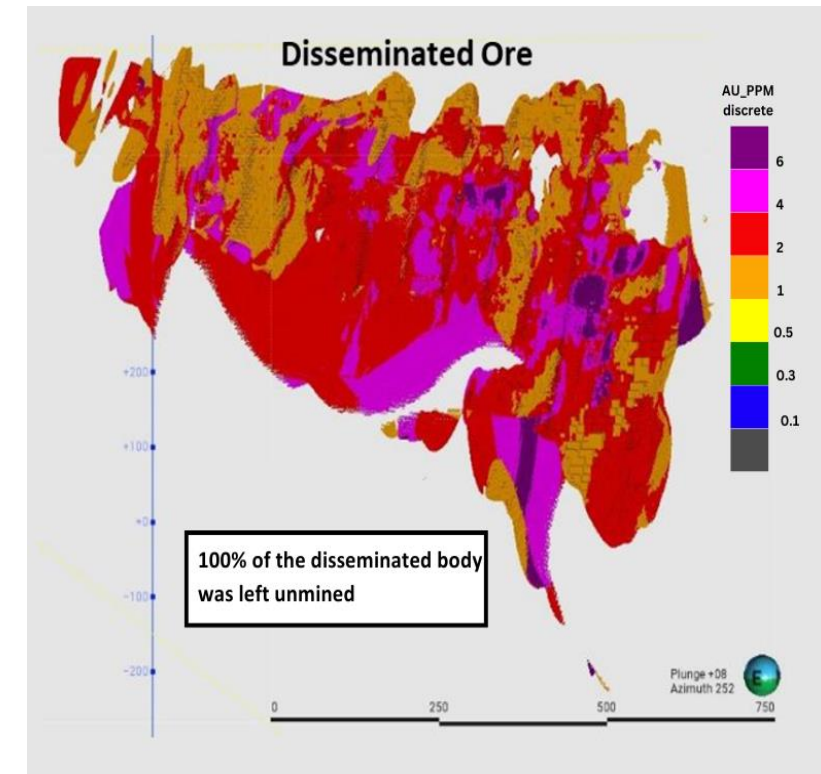 Disseminated Ore
AU_PPM
discrete
6
4
2
1
0.5
0.3
0.1
+200
+100
+0
-100
-200
100% of the disseminated body
was left unmined
Plunge +08
Azimuth 252
E
0 250 500 750